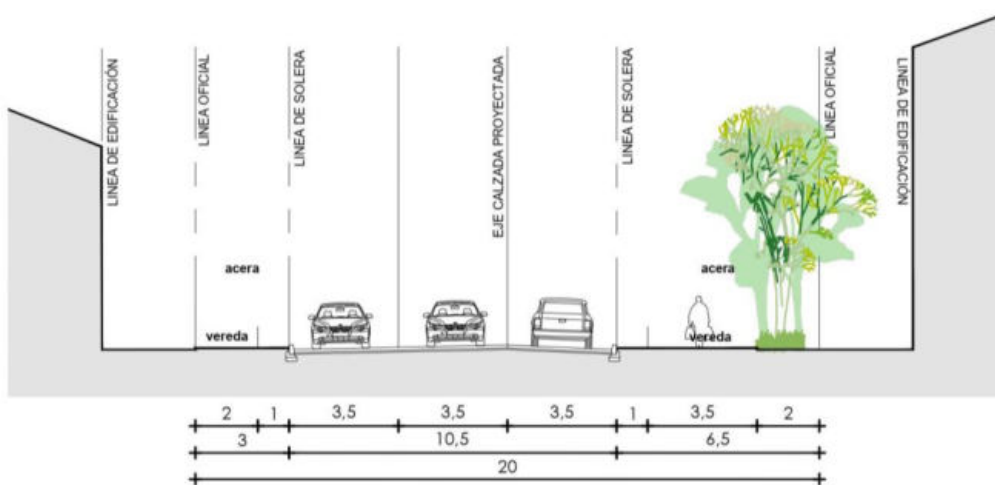 LINEA DE EDIFICACIÓN
LINEA OFICIAL
LINEA DE SOLERA
EJE CALZADA PROYECTADA
LINEA DE SOLERA
LINEA OFICIAL
LINEA DE EDIFICACIÓN
acera
acera
vereda
vereda
2 1 3,5 3,5 3,5 1 3,5 2
3 10,5 6,5
20